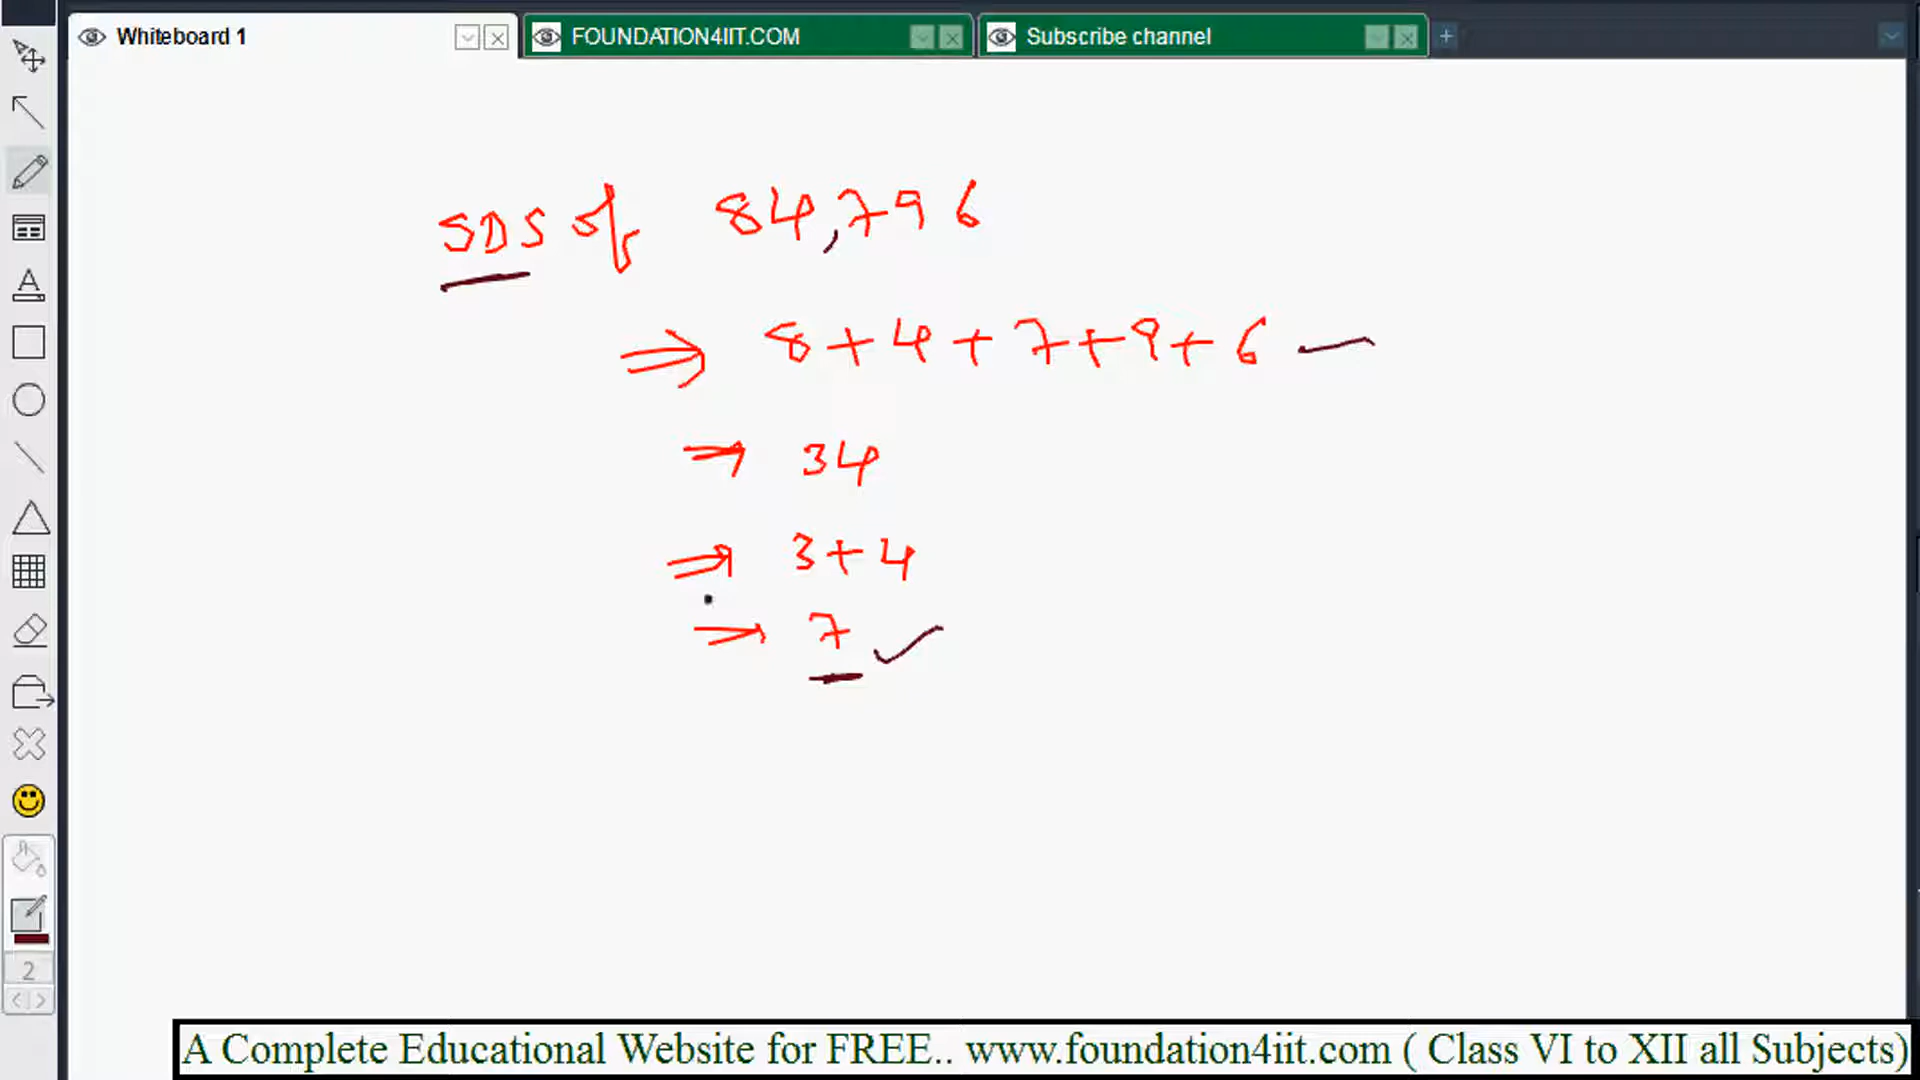 Whiteboard 1
FOUNDATION4IIT.COM
Subscribe channel
SDS of 84,796
⇒ 8+4+7+9+6
⇒ 34
⇒ 3+4
⇒ 7 ✓
2
A Complete Educational Website for FREE.. www.foundation4iit.com ( Class VI to XII all Subjects)